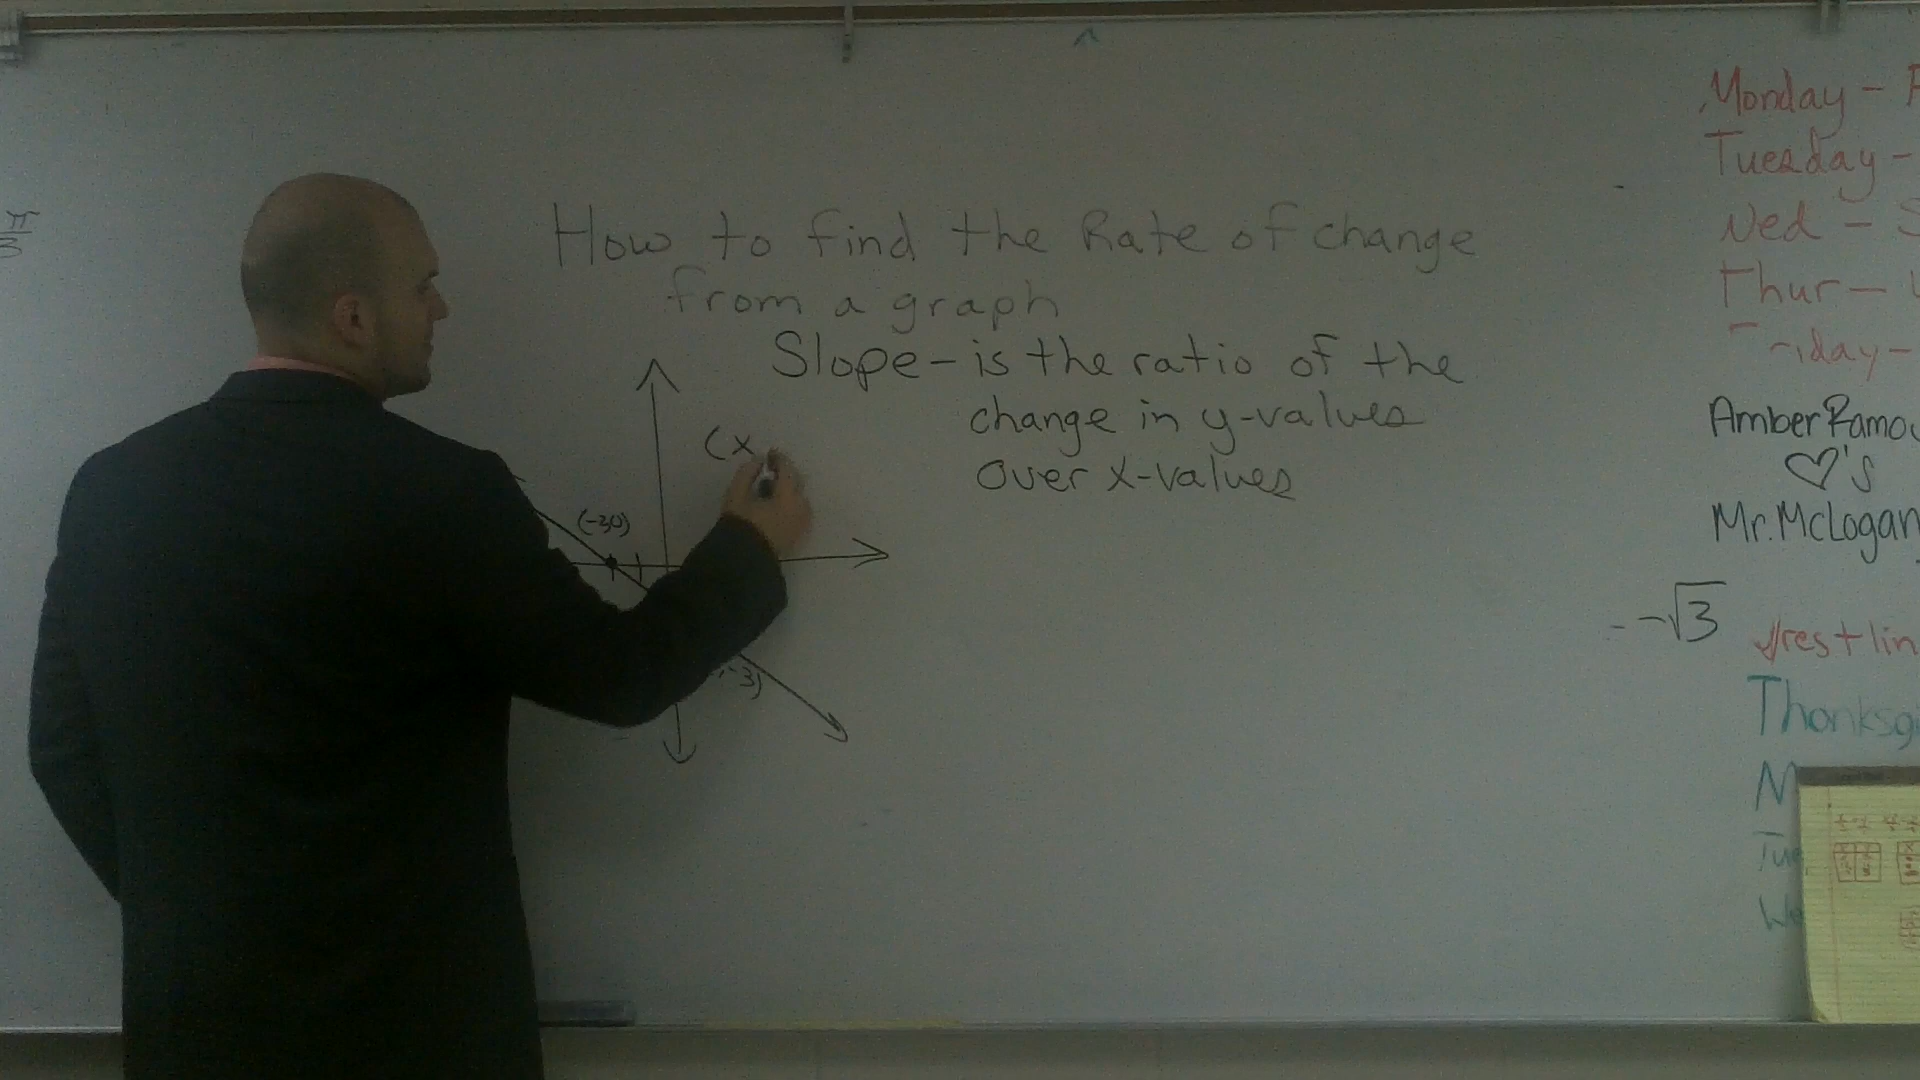 π
3
How to find the Rate of change
from a graph
Slope-is the ratio of the
change in y-values
over x-values
(x
(-3,0)
-3)
Monday -
Tuesday -
Wed - S
Thur -
Friday -
Amber Ramo
♡'s
Mr. McLogan
-√3
Thanksg
M
Tue
We